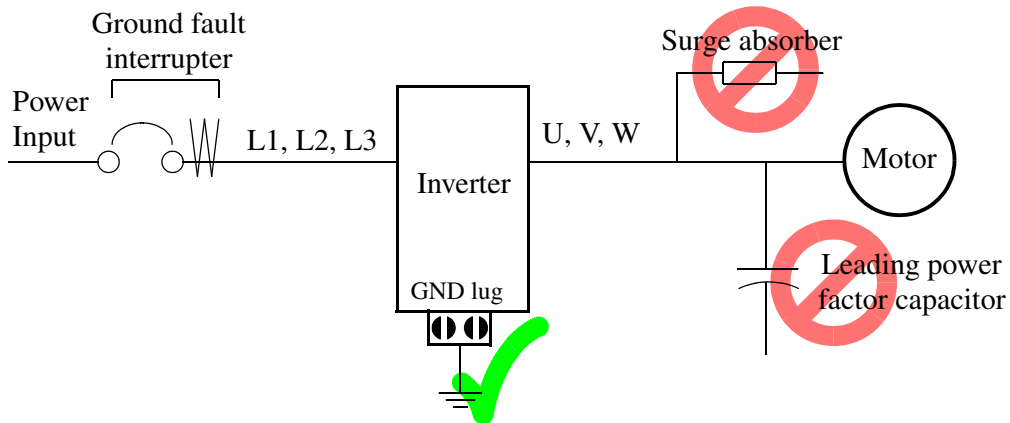 Ground fault
interrupter
Surge absorber
Power
Input
L1, L2, L3
U, V, W
Motor
Inverter
Leading power
factor capacitor
GND lug